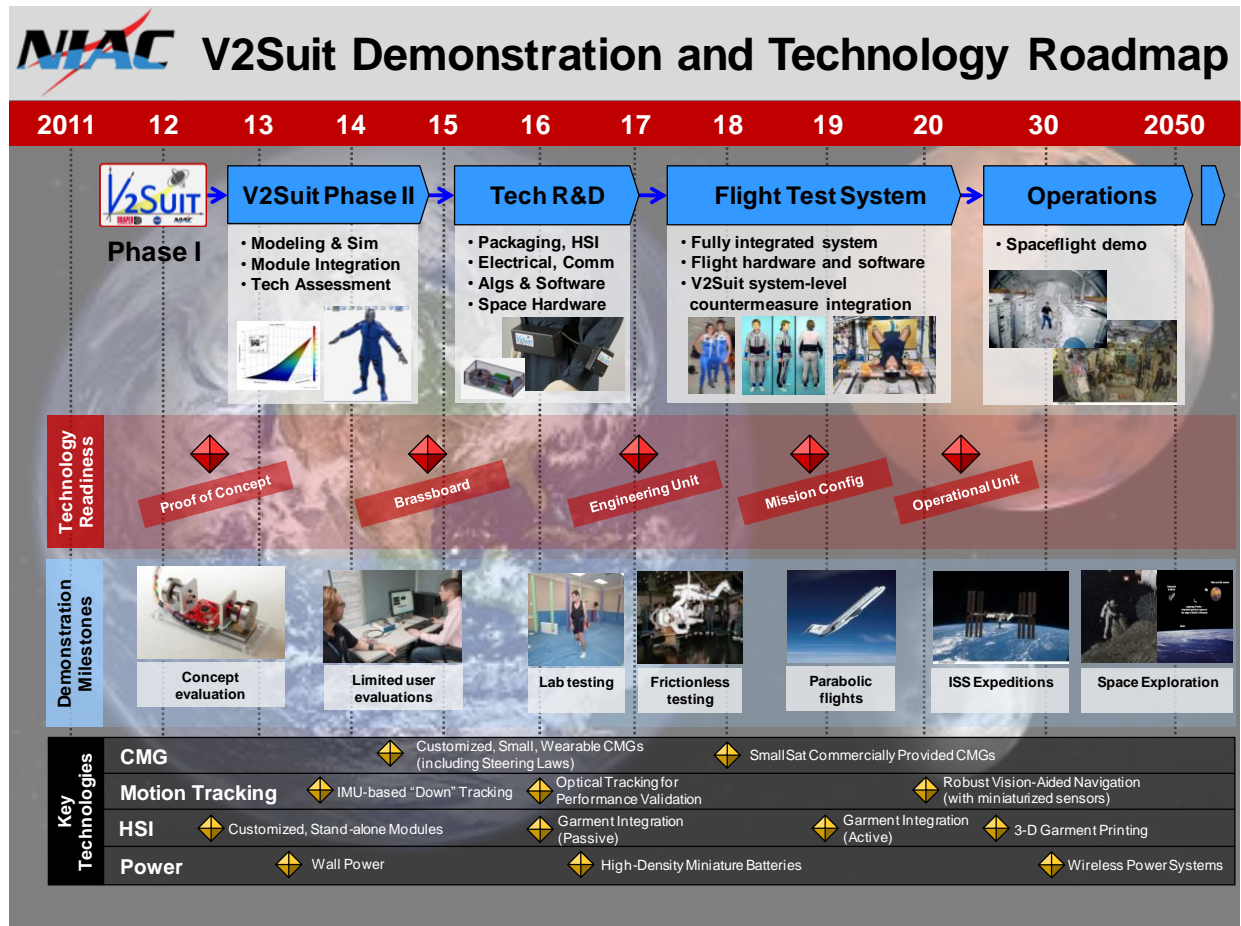 NIAC
V2Suit Demonstration and Technology Roadmap
2011 12 13 14 15 16 17 18 19 20 30 2050
V2SUIT
DRAPER
NIAC
Phase I
V2Suit Phase II
• Modeling & Sim
• Module Integration
• Tech Assessment
Tech R&D
• Packaging, HSI
• Electrical, Comm
• Algs & Software
• Space Hardware
Flight Test System
• Fully integrated system
• Flight hardware and software
• V2Suit system-level
countermeasure integration
Operations
• Spaceflight demo
Technology
Readiness
Proof of Concept
Brassboard
Engineering Unit
Mission Config
Operational Unit
Demonstration
Milestones
Concept
evaluation
Limited user
evaluations
Lab testing
Frictionless
testing
Parabolic
flights
ISS Expeditions
Space Exploration
Key
Technologies
CMG
Customized, Small, Wearable CMGs
(including Steering Laws)
SmallSat Commercially Provided CMGs
Motion Tracking
IMU-based “Down” Tracking
Optical Tracking for
Performance Validation
Robust Vision-Aided Navigation
(with miniaturized sensors)
HSI
Customized, Stand-alone Modules
Garment Integration
(Passive)
Garment Integration
(Active)
3-D Garment Printing
Power
Wall Power
High-Density Miniature Batteries
Wireless Power Systems